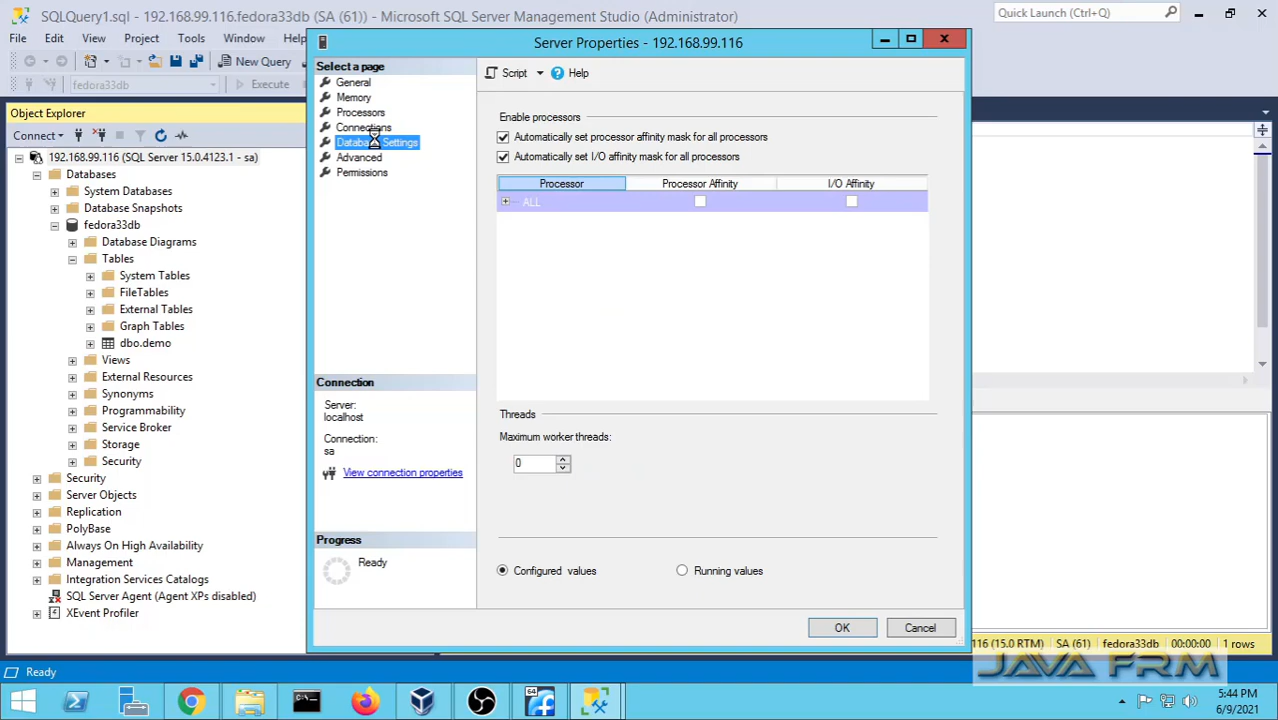 SQLQuery1.sql - 192.168.99.116.fedora33db (SA (61)) - Microsoft SQL Server Management Studio (Administrator)
Quick Launch (Ctrl+Q)
File Edit View Project Tools Window Help
New Query
fedora33db
Execute
Object Explorer
Connect
192.168.99.116 (SQL Server 15.0.4123.1 - sa)
Databases
System Databases
Database Snapshots
fedora33db
Database Diagrams
Tables
System Tables
FileTables
External Tables
Graph Tables
dbo.demo
Views
External Resources
Synonyms
Programmability
Service Broker
Storage
Security
Security
Server Objects
Replication
PolyBase
Always On High Availability
Management
Integration Services Catalogs
SQL Server Agent (Agent XPs disabled)
XEvent Profiler
Server Properties - 192.168.99.116
Select a page
General
Memory
Processors
Connections
Database Settings
Advanced
Permissions
Connection
Server:
localhost
Connection:
sa
View connection properties
Progress
Ready
Script Help
Enable processors
Automatically set processor affinity mask for all processors
Automatically set I/O affinity mask for all processors
Processor Processor Affinity I/O Affinity
ALL
Threads
Maximum worker threads:
0
Configured values Running values
OK Cancel
116 (15.0 RTM) SA (61) fedora33db 00:00:00 1 rows
Ready
JAVA FRM
64
5:44 PM
6/9/2021